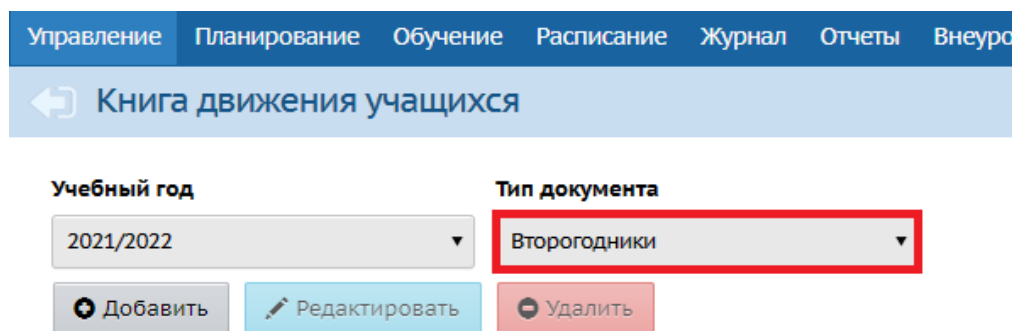 Управление Планирование Обучение Расписание Журнал Отчеты Внеуро
Книга движения учащихся
Учебный год Тип документа
2021/2022 Второгодники
Добавить Редактировать Удалить